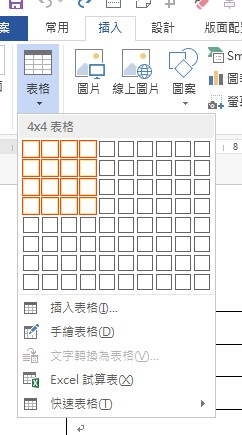 案 常用 插入 設計 版面配
表格 圖片 線上圖片 圖案
Sm
圖
螢
4x4 表格
8
插入表格(I)...
手繪表格(D)
文字轉換為表格(V)...
Excel 試算表(X)
快速表格(T)